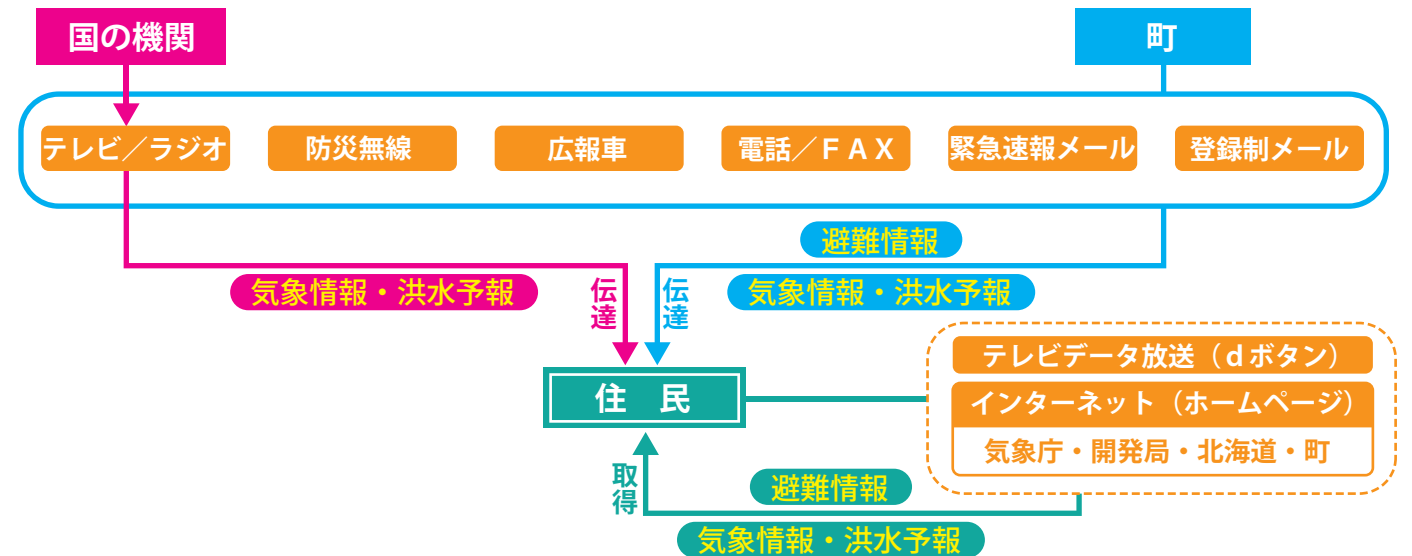 国の機関
町
テレビ／ラジオ
防災無線
広報車
電話／ＦＡＸ
緊急速報メール
登録制メール
避難情報
気象情報・洪水予報
伝達
伝達
気象情報・洪水予報
テレビデータ放送（ｄボタン）
住　民
インターネット（ホームページ）
気象庁・開発局・北海道・町
取得
避難情報
気象情報・洪水予報